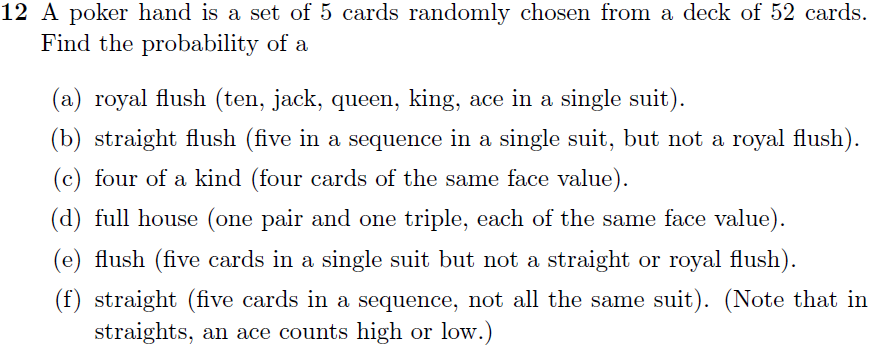 12 A poker hand is a set of 5 cards randomly chosen from a deck of 52 cards.
Find the probability of a
(a) royal flush (ten, jack, queen, king, ace in a single suit).
(b) straight flush (five in a sequence in a single suit, but not a royal flush).
(c) four of a kind (four cards of the same face value).
(d) full house (one pair and one triple, each of the same face value).
(e) flush (five cards in a single suit but not a straight or royal flush).
(f) straight (five cards in a sequence, not all the same suit). (Note that in
straights, an ace counts high or low.)